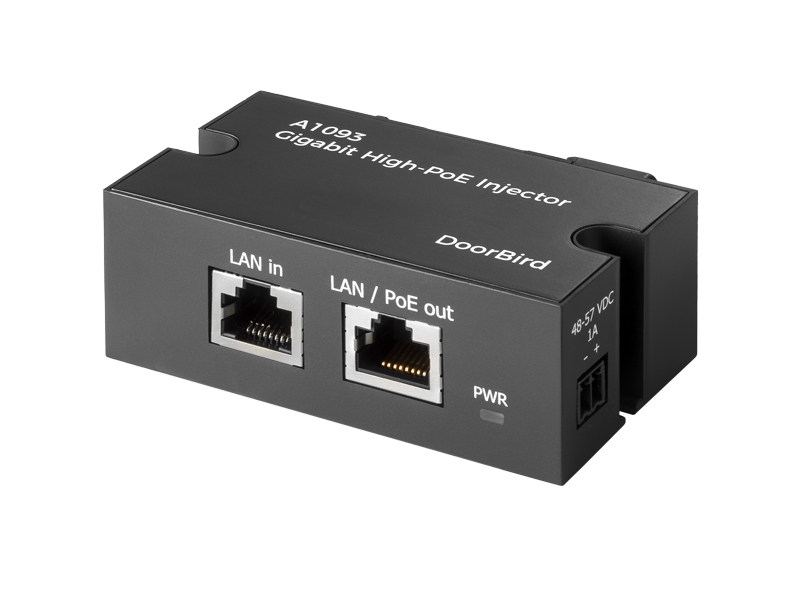 A1093
Gigabit High-PoE Injector
DoorBird
LAN in
LAN / PoE out
PWR
48-57 VDC
1A
- +